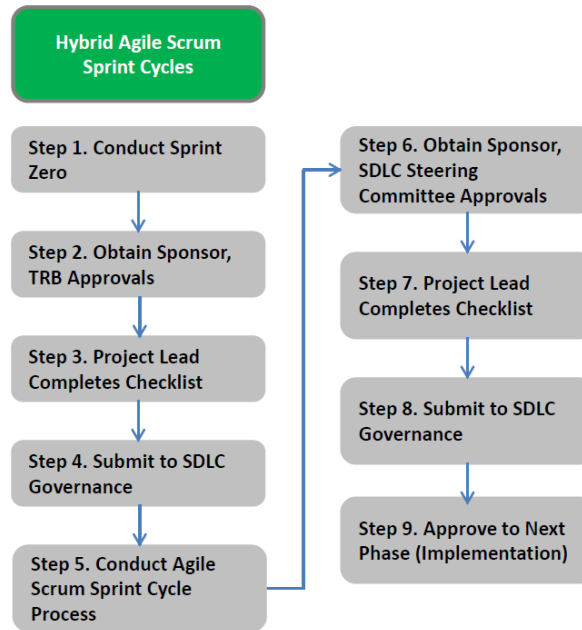 Hybrid Agile Scrum
Sprint Cycles
Step 1. Conduct Sprint
Zero
Step 2. Obtain Sponsor,
TRB Approvals
Step 3. Project Lead
Completes Checklist
Step 4. Submit to SDLC
Governance
Step 5. Conduct Agile
Scrum Sprint Cycle
Process
Step 6. Obtain Sponsor,
SDLC Steering
Committee Approvals
Step 7. Project Lead
Completes Checklist
Step 8. Submit to SDLC
Governance
Step 9. Approve to Next
Phase (Implementation)